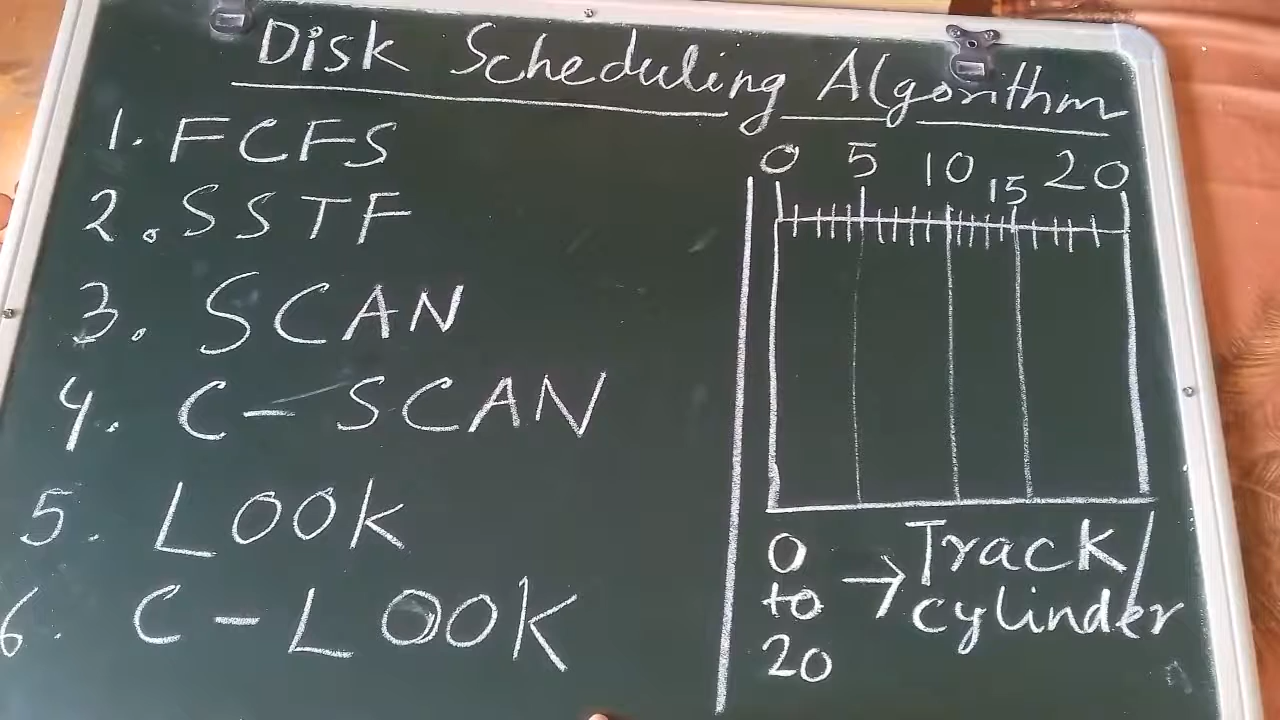 Disk Scheduling Algorithm
1. FCFS
2. SSTF
3. SCAN
4. C-SCAN
5. LOOK
6. C-LOOK
0 5 10 15 20
0 to 20 → Track/cylinder